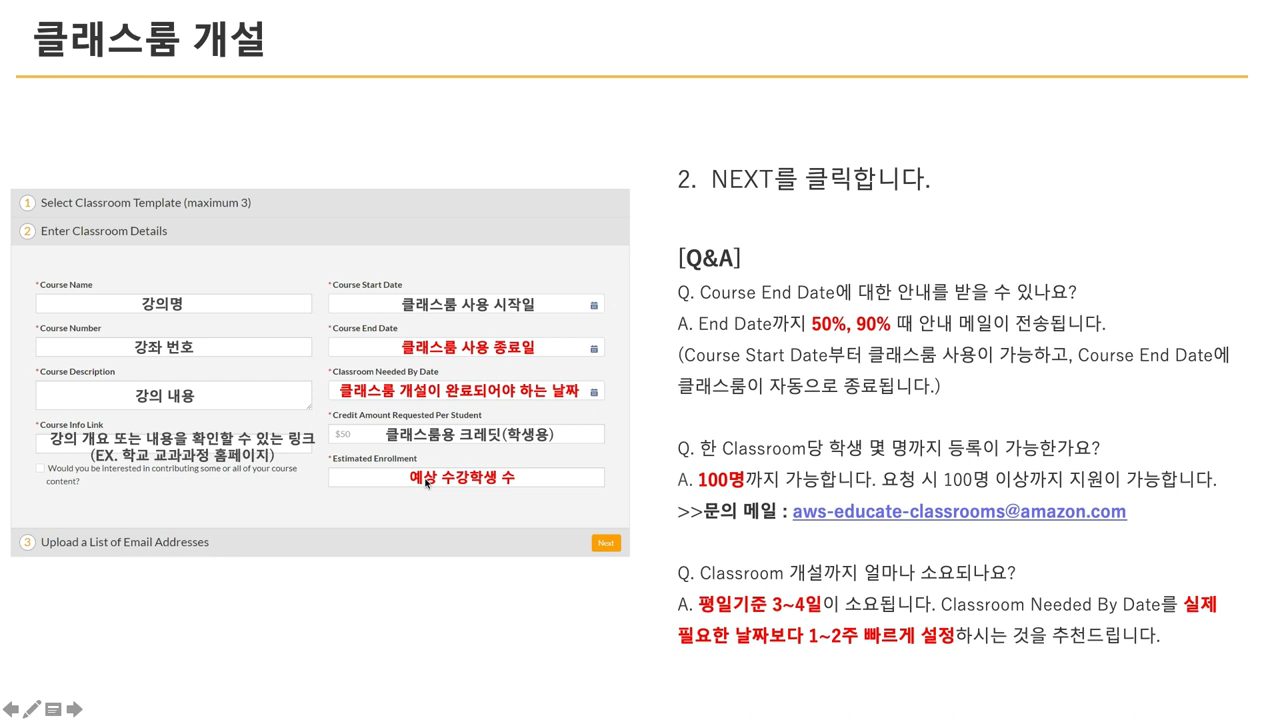 클래스룸 개설
1 Select Classroom Template (maximum 3)
2 Enter Classroom Details
*Course Name
강의명
*Course Number
강좌 번호
*Course Description
강의 내용
*Course Info Link
강의 개요 또는 내용을 확인할 수 있는 링크
(EX. 학교 교과과정 홈페이지)
Would you be interested in contributing some or all of your course
content?
*Course Start Date
클래스룸 사용 시작일
*Course End Date
클래스룸 사용 종료일
*Classroom Needed By Date
클래스룸 개설이 완료되어야 하는 날짜
*Credit Amount Requested Per Student
$50 클래스룸용 크레딧(학생용)
*Estimated Enrollment
예상 수강학생 수
3 Upload a List of Email Addresses
Next
2. NEXT를 클릭합니다.
[Q&A]
Q. Course End Date에 대한 안내를 받을 수 있나요?
A. End Date까지 50%, 90% 때 안내 메일이 전송됩니다.
(Course Start Date부터 클래스룸 사용이 가능하고, Course End Date에
클래스룸이 자동으로 종료됩니다.)
Q. 한 Classroom당 학생 몇 명까지 등록이 가능한가요?
A. 100명까지 가능합니다. 요청 시 100명 이상까지 지원이 가능합니다.
>>문의 메일 : aws-educate-classrooms@amazon.com
Q. Classroom 개설까지 얼마나 소요되나요?
A. 평일기준 3~4일이 소요됩니다. Classroom Needed By Date를 실제
필요한 날짜보다 1~2주 빠르게 설정하시는 것을 추천드립니다.